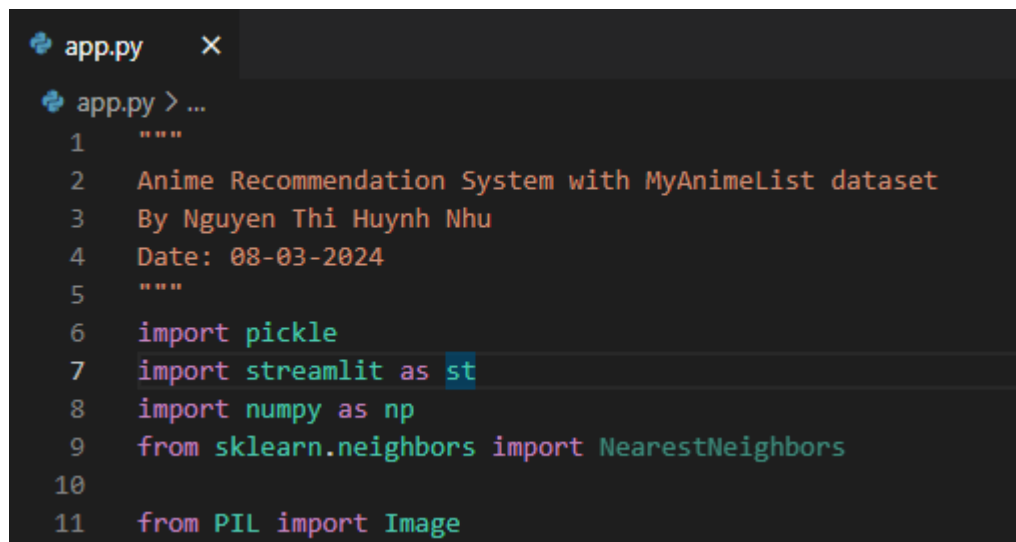 app.py
app.py > ...
1 """
2 Anime Recommendation System with MyAnimeList dataset
3 By Nguyen Thi Huynh Nhu
4 Date: 08-03-2024
5 """
6 import pickle
7 import streamlit as st
8 import numpy as np
9 from sklearn.neighbors import NearestNeighbors
10
11 from PIL import Image